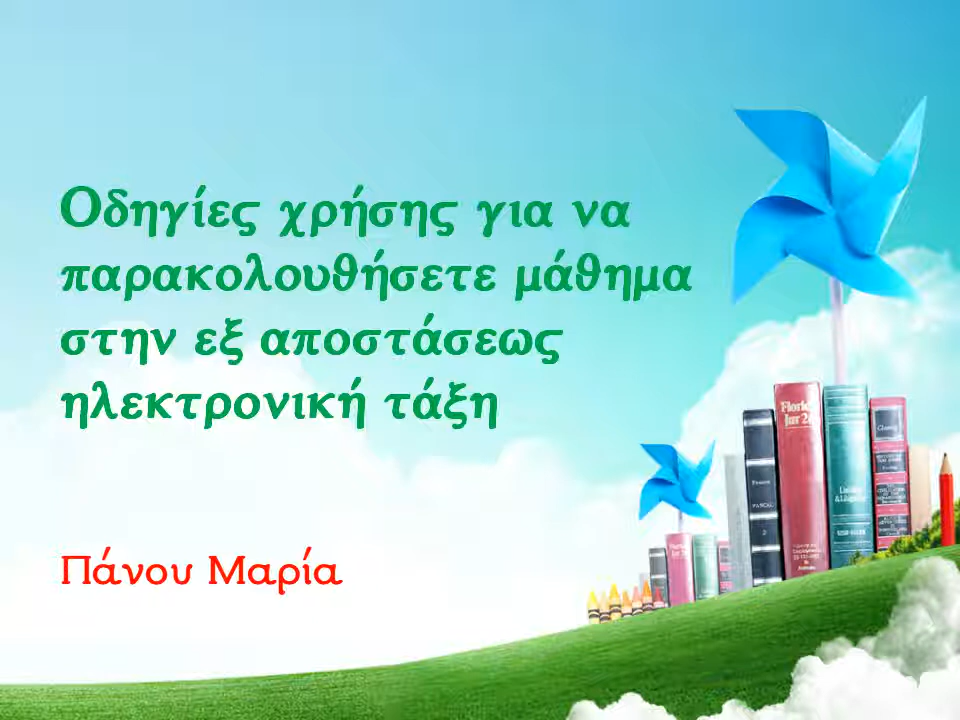 Οδηγίες χρήσης για να
παρακολουθήσετε μάθημα
στην εξ αποστάσεως
ηλεκτρονική τάξη
Πάνου Μαρία